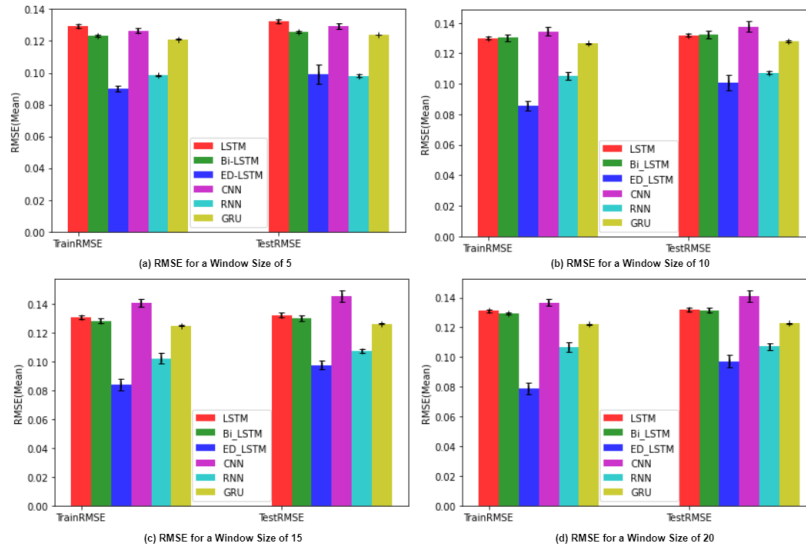 0.14
0.12
0.10
0.08
0.06
0.04
0.02
0.00
RMSE(Mean)
LSTM
Bi-LSTM
ED-LSTM
CNN
RNN
GRU
TrainRMSE
TestRMSE
(a) RMSE for a Window Size of 5
0.14
0.12
0.10
0.08
0.06
0.04
0.02
0.00
RMSE(Mean)
LSTM
Bi_LSTM
ED_LSTM
CNN
RNN
GRU
TrainRMSE
TestRMSE
(b) RMSE for a Window Size of 10
0.14
0.12
0.10
0.08
0.06
0.04
0.02
0.00
RMSE(Mean)
LSTM
Bi_LSTM
ED_LSTM
CNN
RNN
GRU
TrainRMSE
TestRMSE
(c) RMSE for a Window Size of 15
0.14
0.12
0.10
0.08
0.06
0.04
0.02
0.00
RMSE(Mean)
LSTM
Bi_LSTM
ED_LSTM
CNN
RNN
GRU
TrainRMSE
TestRMSE
(d) RMSE for a Window Size of 20